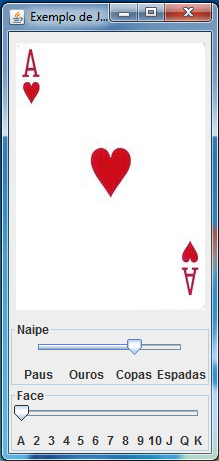 Exemplo de J...
A
A
Naipe
Paus Ouros Copas Espadas
Face
A 2 3 4 5 6 7 8 9 10 J Q K